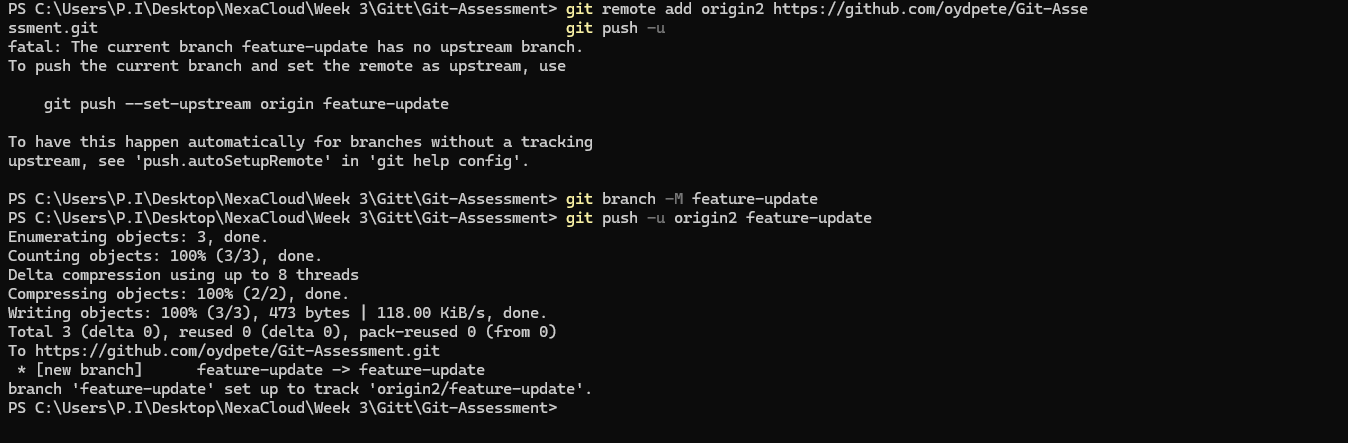 PS C:\Users\P.I\Desktop\NexaCloud\Week 3\Gitt\Git-Assessment> git remote add origin2 https://github.com/oydpete/Git-Asse
ssment.git git push -u
fatal: The current branch feature-update has no upstream branch.
To push the current branch and set the remote as upstream, use
git push --set-upstream origin feature-update
To have this happen automatically for branches without a tracking
upstream, see 'push.autoSetupRemote' in 'git help config'.
PS C:\Users\P.I\Desktop\NexaCloud\Week 3\Gitt\Git-Assessment> git branch -M feature-update
PS C:\Users\P.I\Desktop\NexaCloud\Week 3\Gitt\Git-Assessment> git push -u origin2 feature-update
Enumerating objects: 3, done.
Counting objects: 100% (3/3), done.
Delta compression using up to 8 threads
Compressing objects: 100% (2/2), done.
Writing objects: 100% (3/3), 473 bytes | 118.00 KiB/s, done.
Total 3 (delta 0), reused 0 (delta 0), pack-reused 0 (from 0)
To https://github.com/oydpete/Git-Assessment.git
* [new branch] feature-update -> feature-update
branch 'feature-update' set up to track 'origin2/feature-update'.
PS C:\Users\P.I\Desktop\NexaCloud\Week 3\Gitt\Git-Assessment>